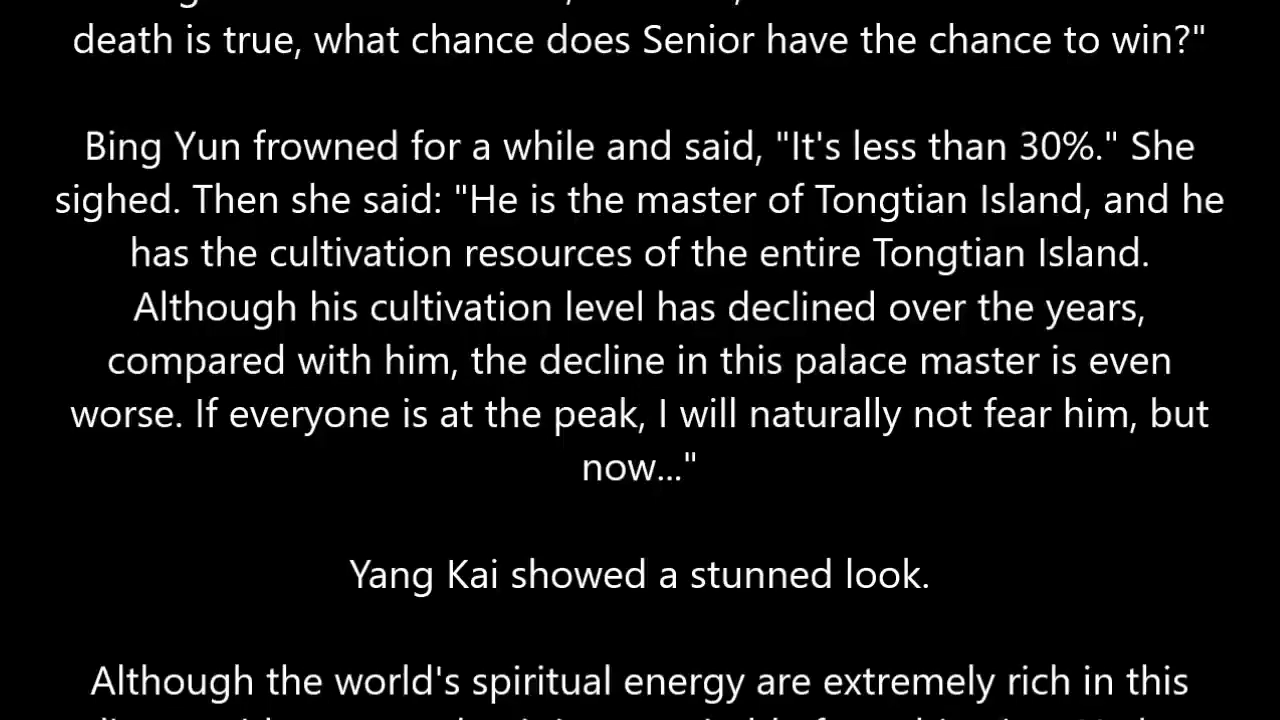 death is true, what chance does Senior have the chance to win?"
Bing Yun frowned for a while and said, "It's less than 30%." She
sighed. Then she said: "He is the master of Tongtian Island, and he
has the cultivation resources of the entire Tongtian Island.
Although his cultivation level has declined over the years,
compared with him, the decline in this palace master is even
worse. If everyone is at the peak, I will naturally not fear him, but
now..."
Yang Kai showed a stunned look.
Although the world's spiritual energy are extremely rich in this